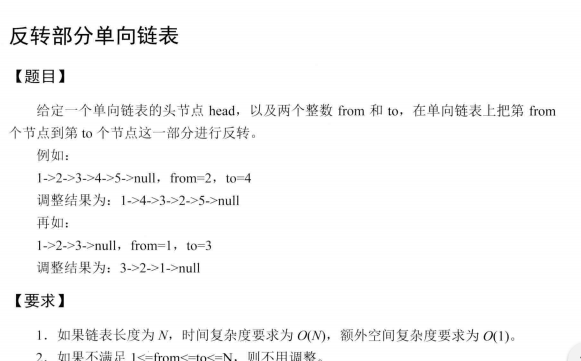 反转部分单向链表
【题目】
给定一个单向链表的头节点 head，以及两个整数 from 和 to，在单向链表上把第 from
个节点到第 to 个节点这一部分进行反转。
例如：
1->2->3->4->5->null，from=2，to=4
调整结果为：1->4->3->2->5->null
再如：
1->2->3->null，from=1，to=3
调整结果为：3->2->1->null
【要求】
1．如果链表长度为 N，时间复杂度要求为 O(N)，额外空间复杂度要求为 O(1)。
2．如果不满足 1<=from<=to<=N，则不用调整。